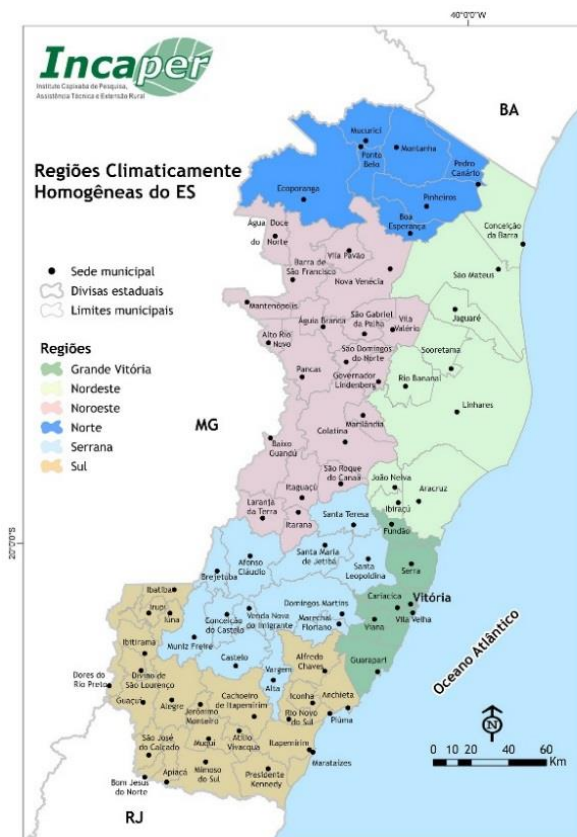 40°0'0"W
Incaper
Instituto Capixaba de Pesquisa,
Assistência Técnica e Extensão Rural
BA
Regiões Climaticamente
Homogêneas do ES
Sede municipal
Divisas estaduais
Limites municipais
Regiões
Grande Vitória
Nordeste
Noroeste
Norte
Serrana
Sul
MG
20°0'0"S
RJ
Oceano Atlântico
N
0 10 20 40 60
Km
Mucurici
Ponto
Belo
Montanha
Pedro
Canário
Ecoporanga
Pinheiros
Boa
Esperança
Conceição
da Barra
Água Doce
do Norte
Vila Pavão
Barra de
São Francisco
Nova Venécia
São Mateus
Mantenópolis
Águia Branca
São Gabriel
da Palha
Vila
Valério
Jaguaré
Alto Rio
Novo
São Domingos
do Norte
Sooretama
Pancas
Governador
Lindenberg
Rio Bananal
Linhares
Marilândia
Colatina
Baixo
Guandú
São Roque
do Canaã
João Neiva
Aracruz
Itaguaçú
Laranja
da Terra
Itarana
Ibiraçú
Santa Teresa
Fundão
Santa Maria
de Jetibá
Serra
Afonso
Cláudio
Santa
Leopoldina
Brejetuba
Ibatiba
Irupi
Iúna
Cariacica
Vitória
Conceição
do Castelo
Venda Nova
do Imigrante
Domingos Martins
Marechal
Floriano
Viana
Vila Velha
Ibitirama
Muniz Freire
Castelo
Alfredo
Chaves
Guarapari
Dores do
Rio Preto
Divino de
São Lourenço
Vargem
Alta
Guaçuí
Alegre
Jerônimo
Monteiro
Cachoeiro
de Itapemirim
Iconha
Anchieta
Rio Novo
do Sul
Piúma
São José
do Calçado
Muqui
Atílio
Vivacqua
Itapemirim
Marataízes
Bom Jesus
do Norte
Apiacá
Mimoso
do Sul
Presidente
Kennedy